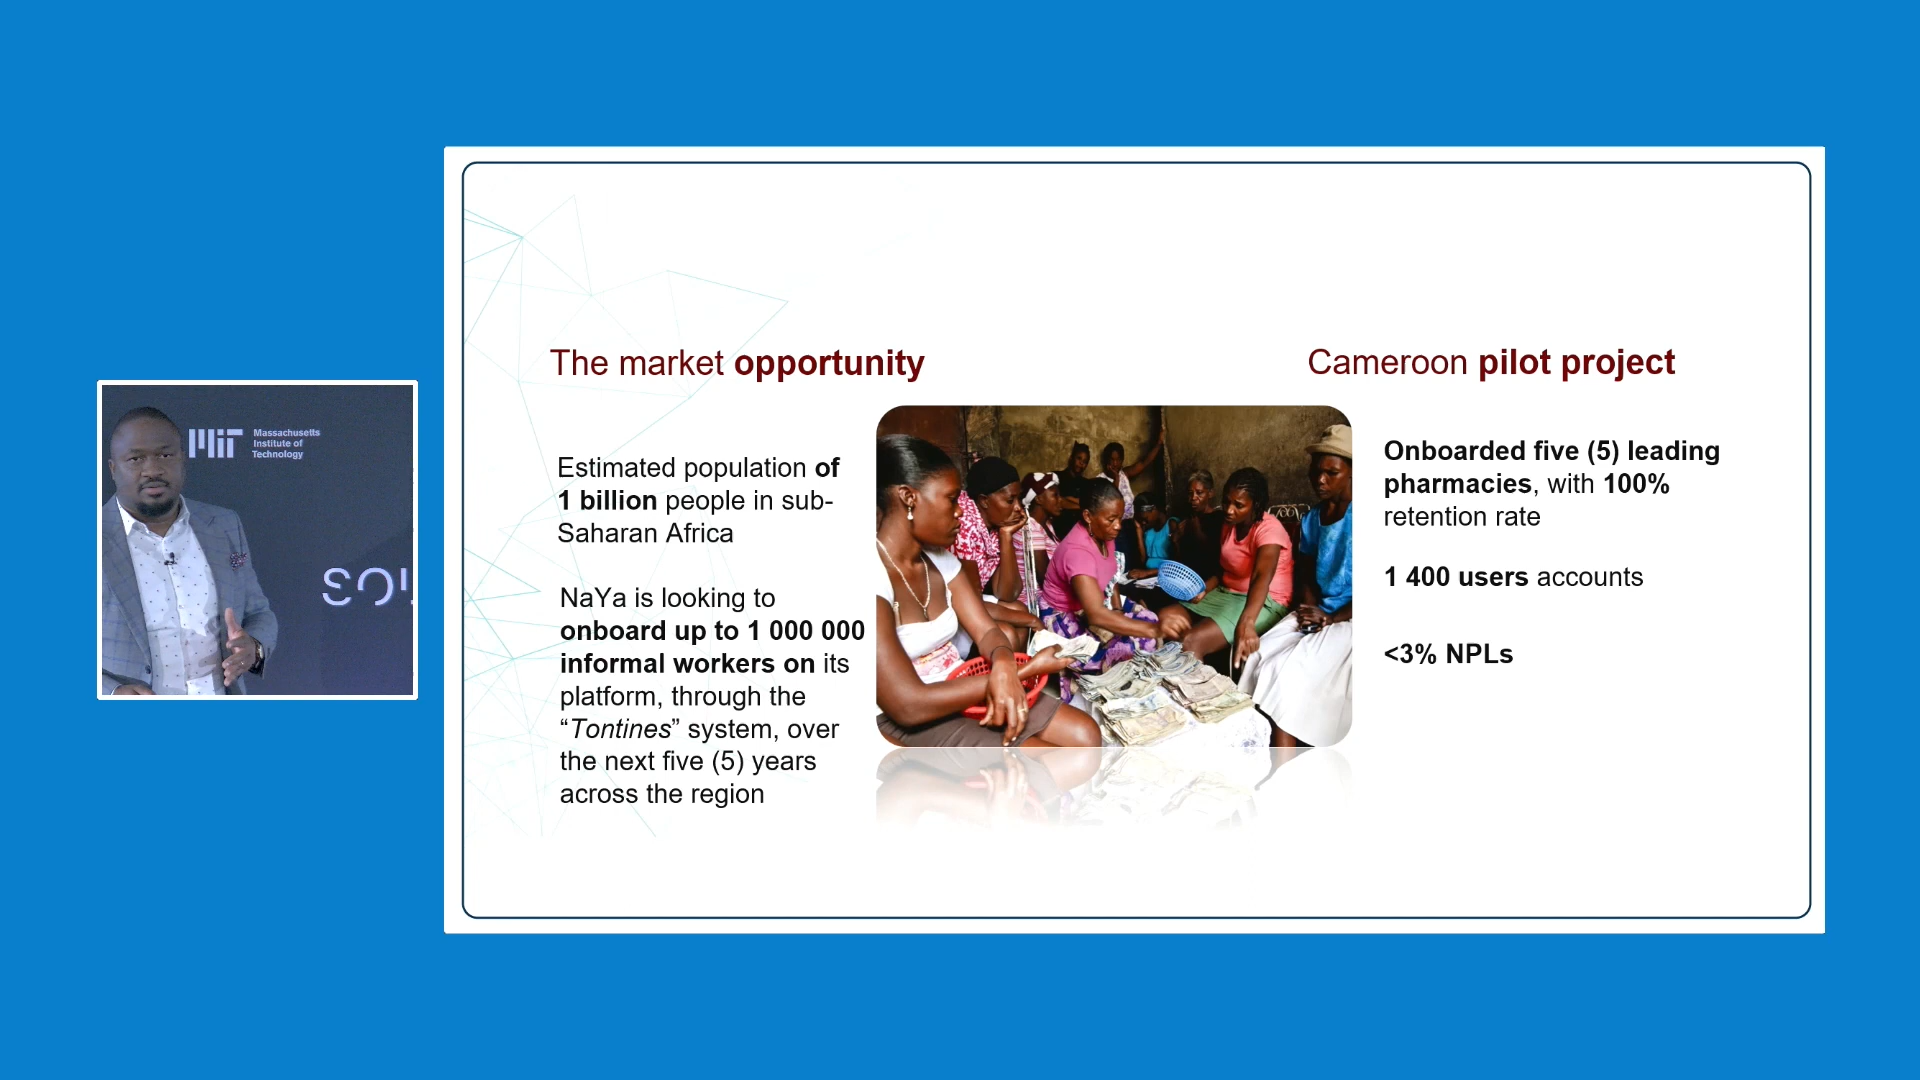 MIT Massachusetts
Institute of
Technology
The market opportunity
Estimated population of
1 billion people in sub-
Saharan Africa
NaYa is looking to
onboard up to 1 000 000
informal workers on its
platform, through the
“Tontines” system, over
the next five (5) years
across the region
Cameroon pilot project
Onboarded five (5) leading
pharmacies, with 100%
retention rate
1 400 users accounts
<3% NPLs